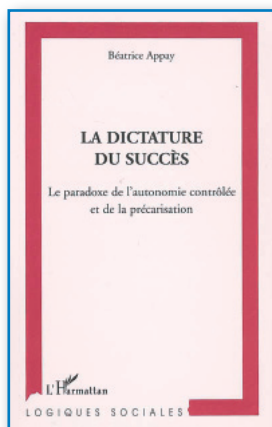 Béatrice Appay
LA DICTATURE
DU SUCCÈS
Le paradoxe de l'autonomie contrôlée
et de la précarisation
L'Harmattan
LOGIQUES SOCIALES